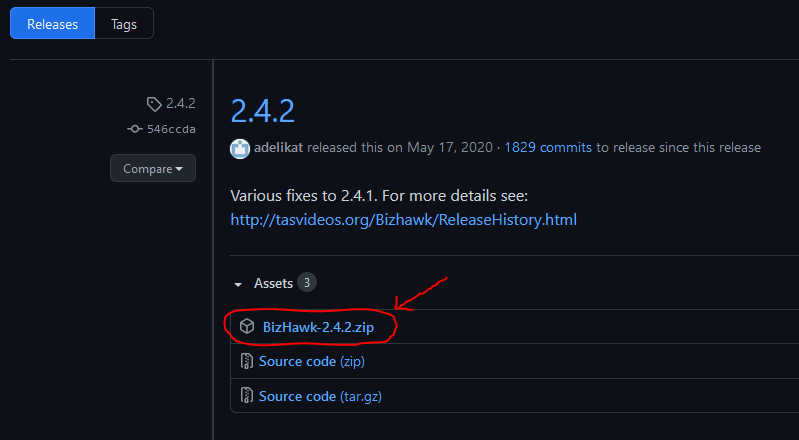 Releases Tags
2.4.2
546ccda
Compare
2.4.2
adelikat released this on May 17, 2020 · 1829 commits to release since this release
Various fixes to 2.4.1. For more details see:
http://tasvideos.org/Bizhawk/ReleaseHistory.html
Assets 3
BizHawk-2.4.2.zip
Source code (zip)
Source code (tar.gz)